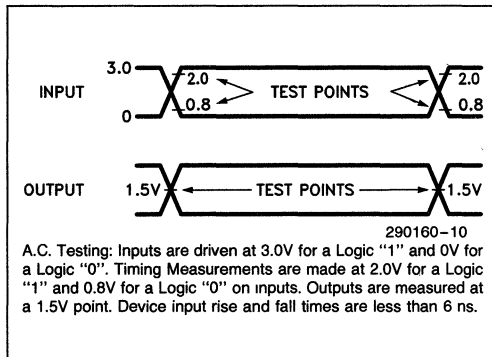 3.0
INPUT
2.0
0.8
TEST POINTS
2.0
0.8
0
OUTPUT
1.5V
TEST POINTS
1.5V
290160-10
A.C. Testing: Inputs are driven at 3.0V for a Logic "1" and 0V for
a Logic "0". Timing Measurements are made at 2.0V for a Logic
"1" and 0.8V for a Logic "0" on inputs. Outputs are measured at
a 1.5V point. Device input rise and fall times are less than 6 ns.